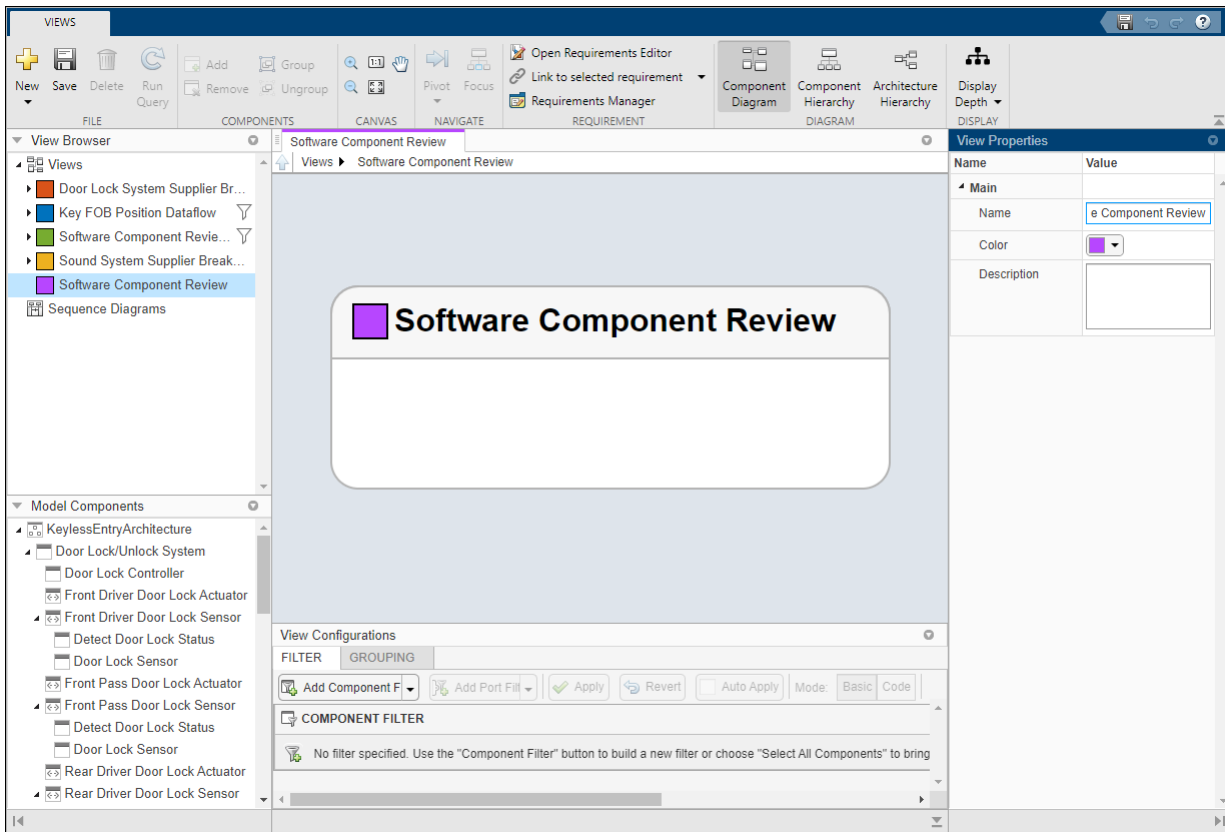 VIEWS
?
New
Save
Delete
Run Query
FILE
Add
Remove
Group
Ungroup
COMPONENTS
1:1
CANVAS
Pivot
Focus
NAVIGATE
Open Requirements Editor
Link to selected requirement
Requirements Manager
REQUIREMENT
Component Diagram
Component Hierarchy
Architecture Hierarchy
DIAGRAM
Display Depth
DISPLAY
View Browser
Views
Door Lock System Supplier Br...
Key FOB Position Dataflow
Software Component Revie...
Sound System Supplier Break...
Software Component Review
Sequence Diagrams
Model Components
KeylessEntryArchitecture
Door Lock/Unlock System
Door Lock Controller
Front Driver Door Lock Actuator
Front Driver Door Lock Sensor
Detect Door Lock Status
Door Lock Sensor
Front Pass Door Lock Actuator
Front Pass Door Lock Sensor
Detect Door Lock Status
Door Lock Sensor
Rear Driver Door Lock Actuator
Rear Driver Door Lock Sensor
Software Component Review
Views Software Component Review
Software Component Review
View Configurations
FILTER GROUPING
Add Component F Add Port Filt Apply Revert Auto Apply Mode: Basic Code
COMPONENT FILTER
No filter specified. Use the "Component Filter" button to build a new filter or choose "Select All Components" to bring
View Properties
Name Value
Main
Name e Component Review
Color
Description